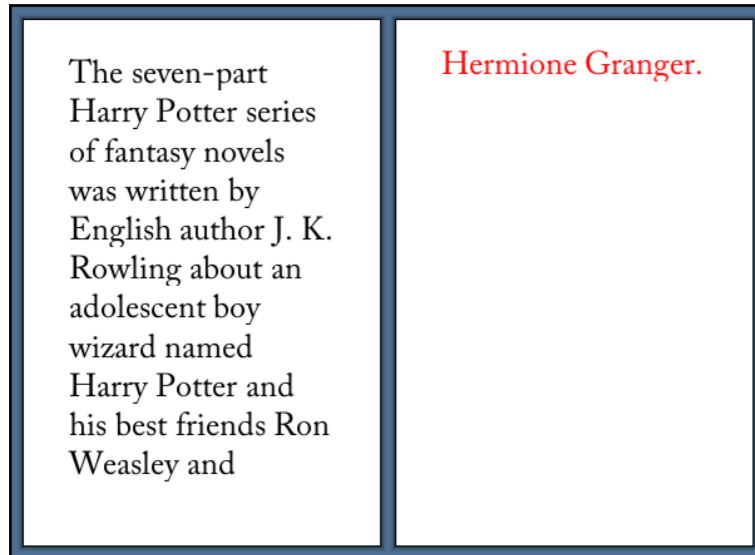 The seven-part
Harry Potter series
of fantasy novels
was written by
English author J. K.
Rowling about an
adolescent boy
wizard named
Harry Potter and
his best friends Ron
Weasley and
Hermione Granger.